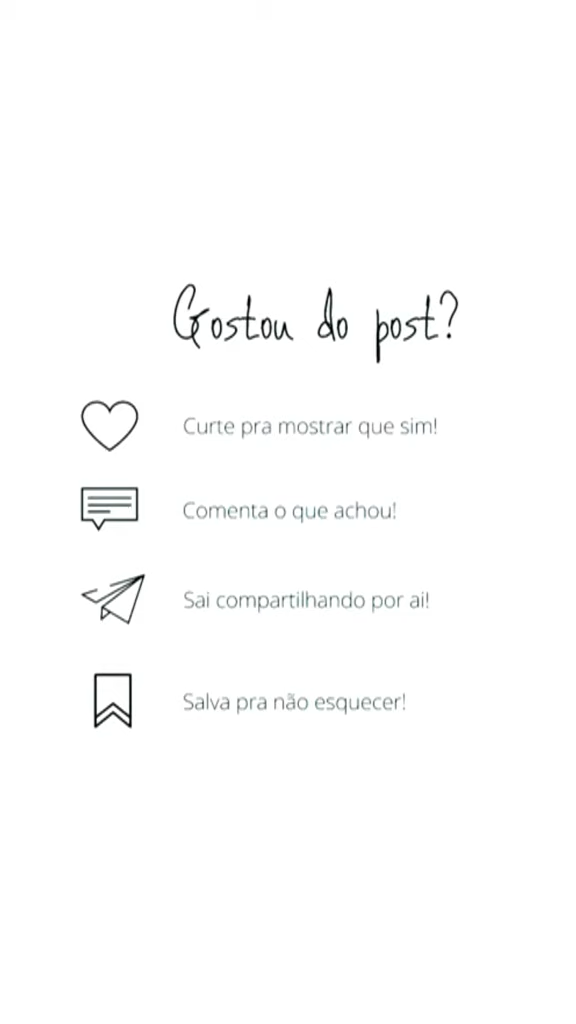 Gostou do post?
Curte pra mostrar que sim!
Comenta o que achou!
Sai compartilhando por ai!
Salva pra não esquecer!